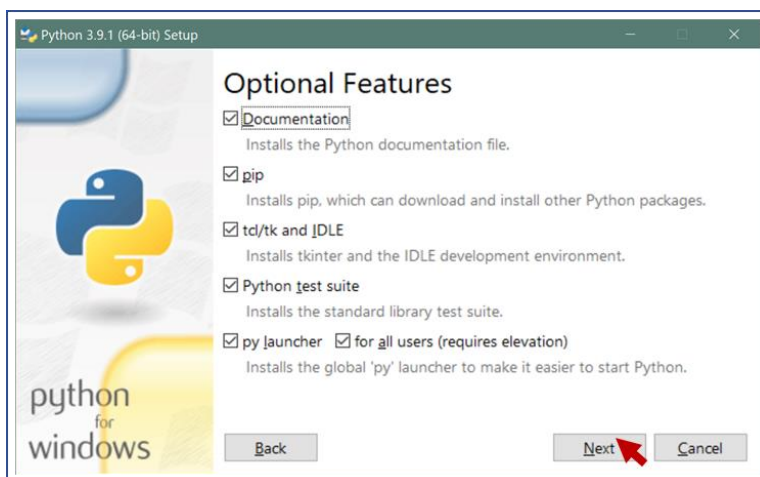 Python 3.9.1 (64-bit) Setup
Optional Features
Documentation
Installs the Python documentation file.
pip
Installs pip, which can download and install other Python packages.
tcl/tk and IDLE
Installs tkinter and the IDLE development environment.
Python test suite
Installs the standard library test suite.
py launcher for all users (requires elevation)
Installs the global 'py' launcher to make it easier to start Python.
python
for
windows
Back Next Cancel